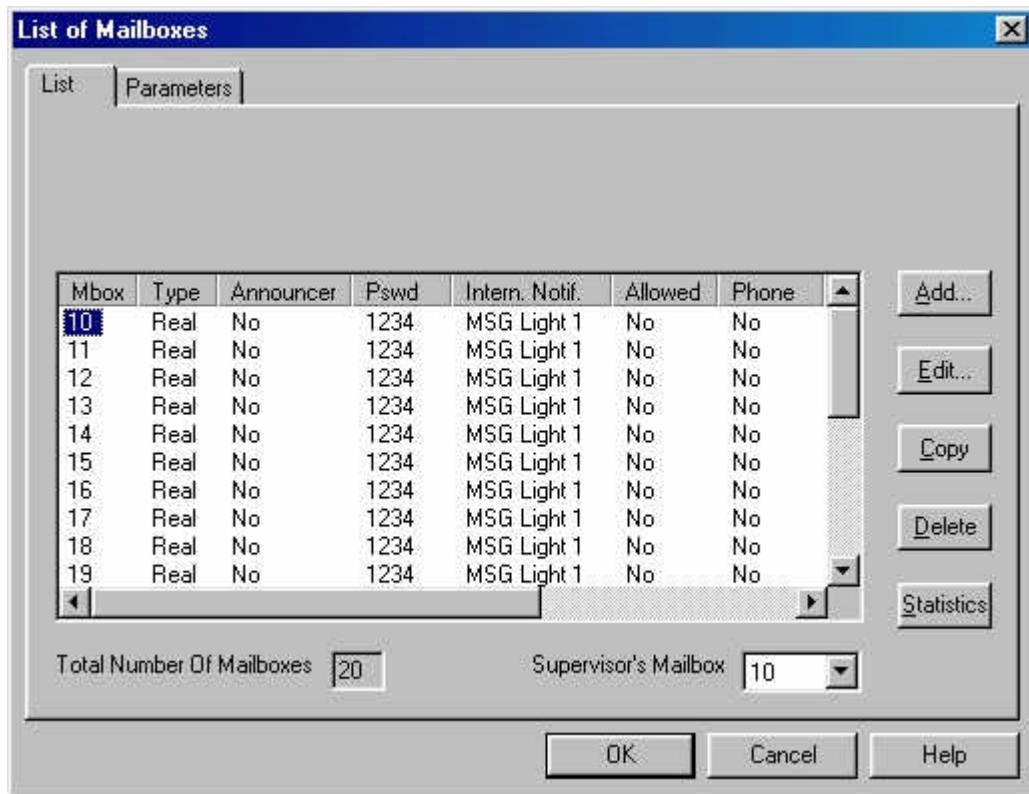 List of Mailboxes
List Parameters
Mbox Type Announcer Pswd Intern. Notif. Allowed Phone
10 Real No 1234 MSG Light 1 No No
11 Real No 1234 MSG Light 1 No No
12 Real No 1234 MSG Light 1 No No
13 Real No 1234 MSG Light 1 No No
14 Real No 1234 MSG Light 1 No No
15 Real No 1234 MSG Light 1 No No
16 Real No 1234 MSG Light 1 No No
17 Real No 1234 MSG Light 1 No No
18 Real No 1234 MSG Light 1 No No
19 Real No 1234 MSG Light 1 No No
Add...
Edit...
Copy
Delete
Statistics
Total Number Of Mailboxes 20 Supervisor's Mailbox 10
OK Cancel Help